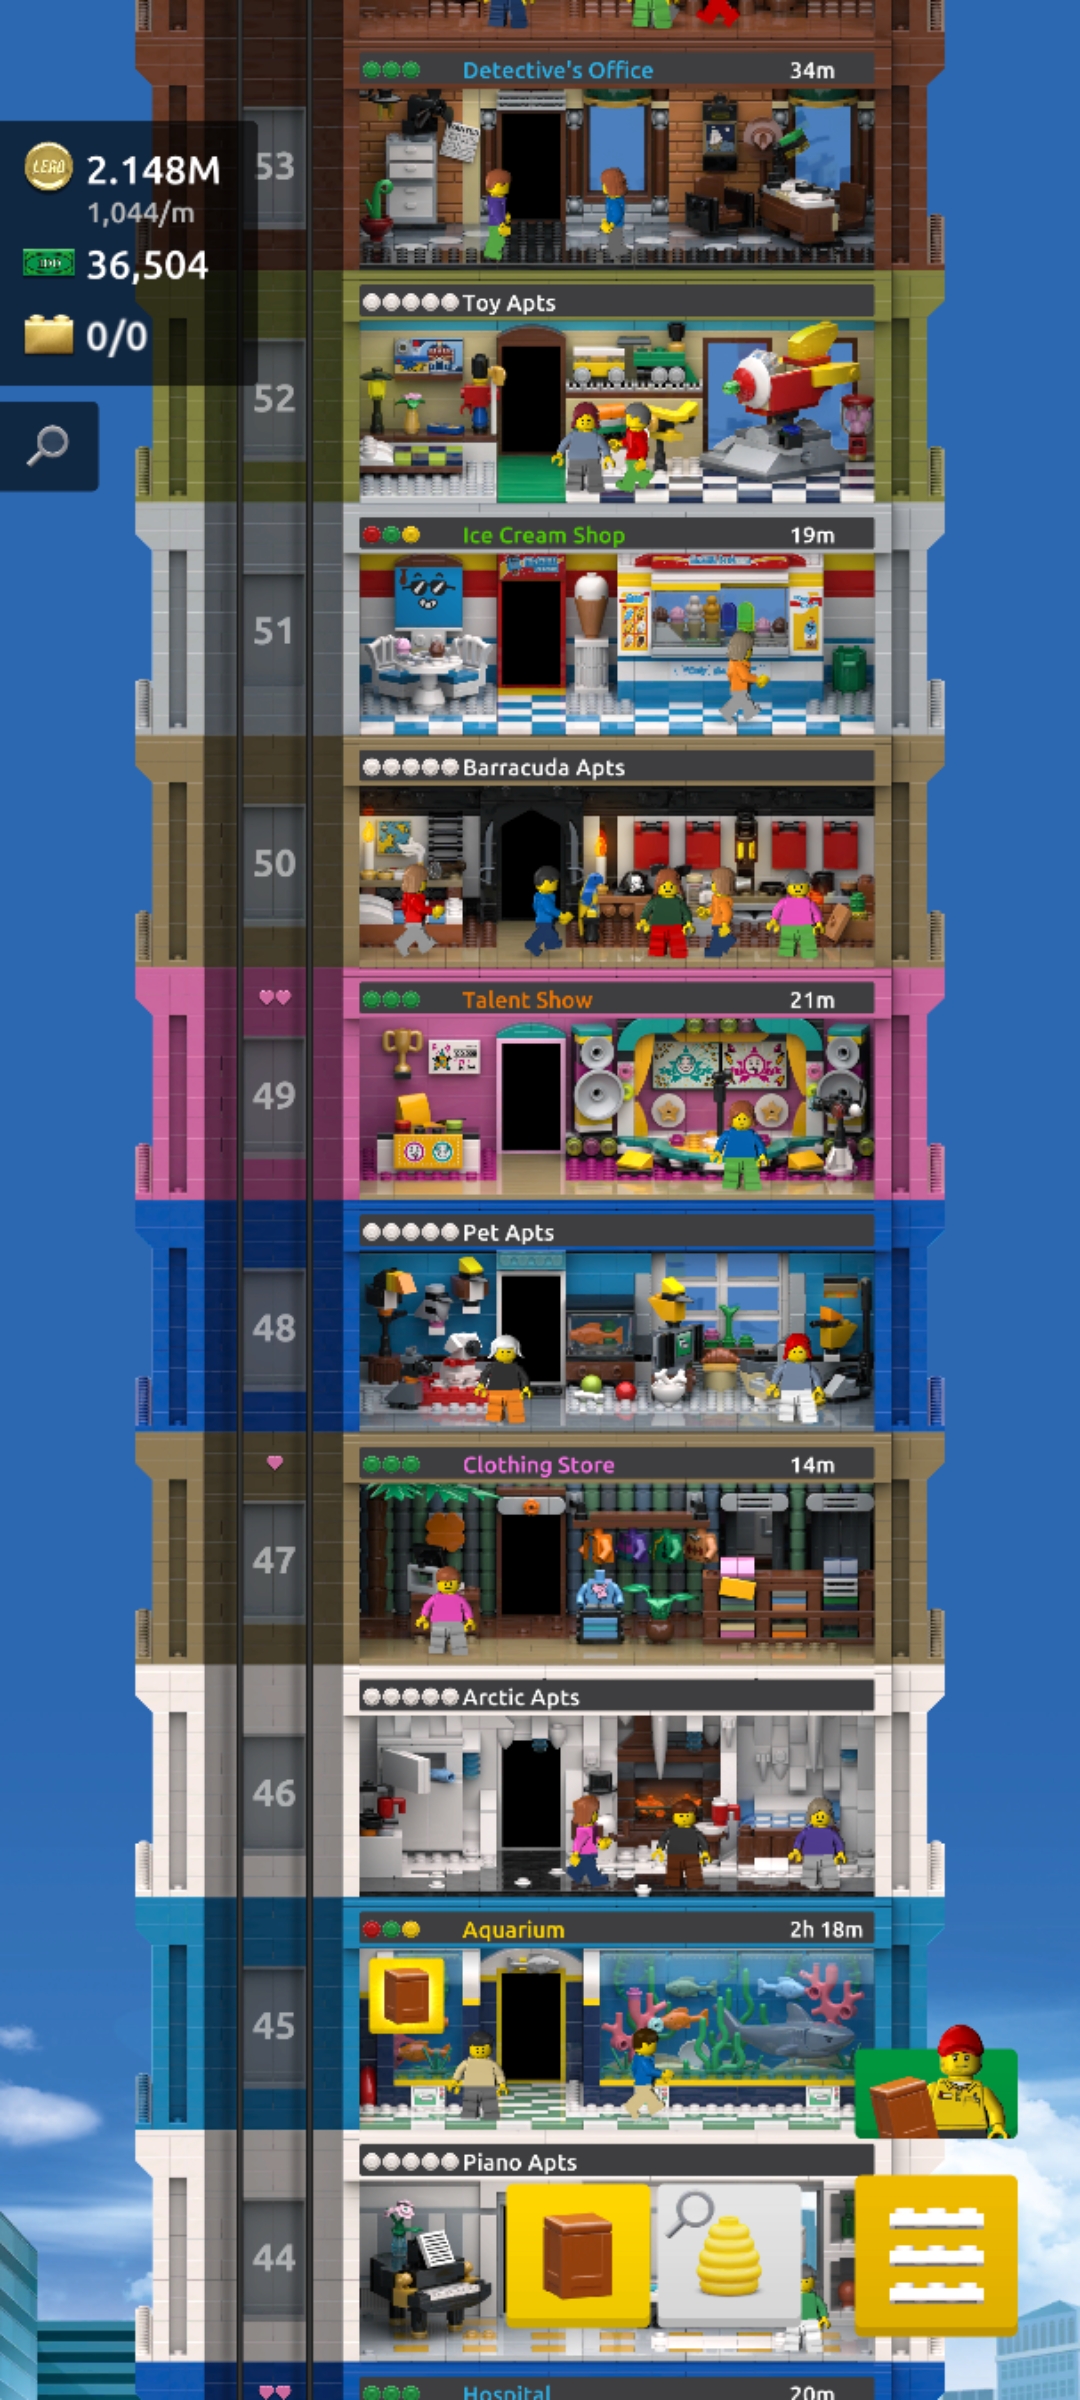 Detective's Office 34m
53
LEGO 2.148M
1,044/m
36,504
0/0
Toy Apts
52
Ice Cream Shop 19m
51
Barracuda Apts
50
Talent Show 21m
49
Pet Apts
48
Clothing Store 14m
47
Arctic Apts
46
Aquarium 2h 18m
45
Piano Apts
44
Hospital 20m